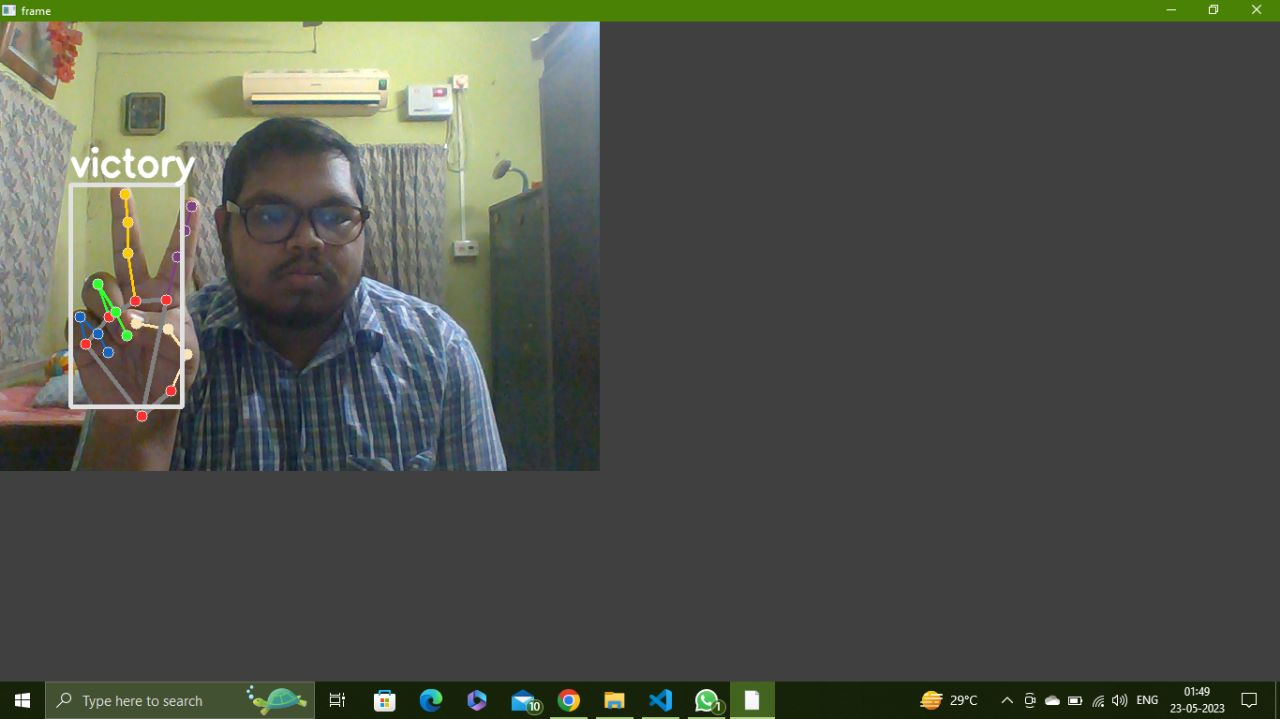 frame
victory
Type here to search
10
1
29°C
ENG
01:49
23-05-2023